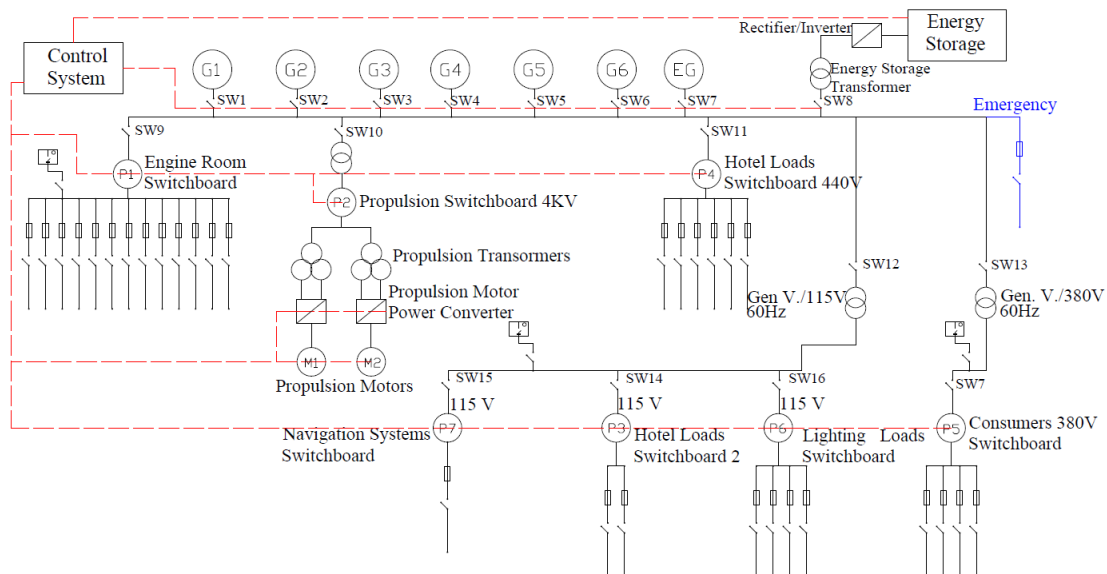 Rectifier/Inverter
Energy
Storage
Control
System
G1
G2
G3
G4
G5
G6
EG
Energy Storage
Transformer
SW1
SW2
SW3
SW4
SW5
SW6
SW7
SW8
Emergency
SW9
SW10
SW11
P1
Engine Room
Switchboard
P4
Hotel Loads
Switchboard 440V
P2
Propulsion Switchboard 4KV
Propulsion Transormers
SW12
SW13
Propulsion Motor
Power Converter
Gen V./115V
60Hz
Gen. V./380V
60Hz
M1
M2
Propulsion Motors
SW15
SW14
SW16
SW7
115 V
115 V
115 V
Navigation Systems
Switchboard
P7
P3
Hotel Loads
Switchboard 2
P6
Lighting Loads
Switchboard
P5
Consumers 380V
Switchboard